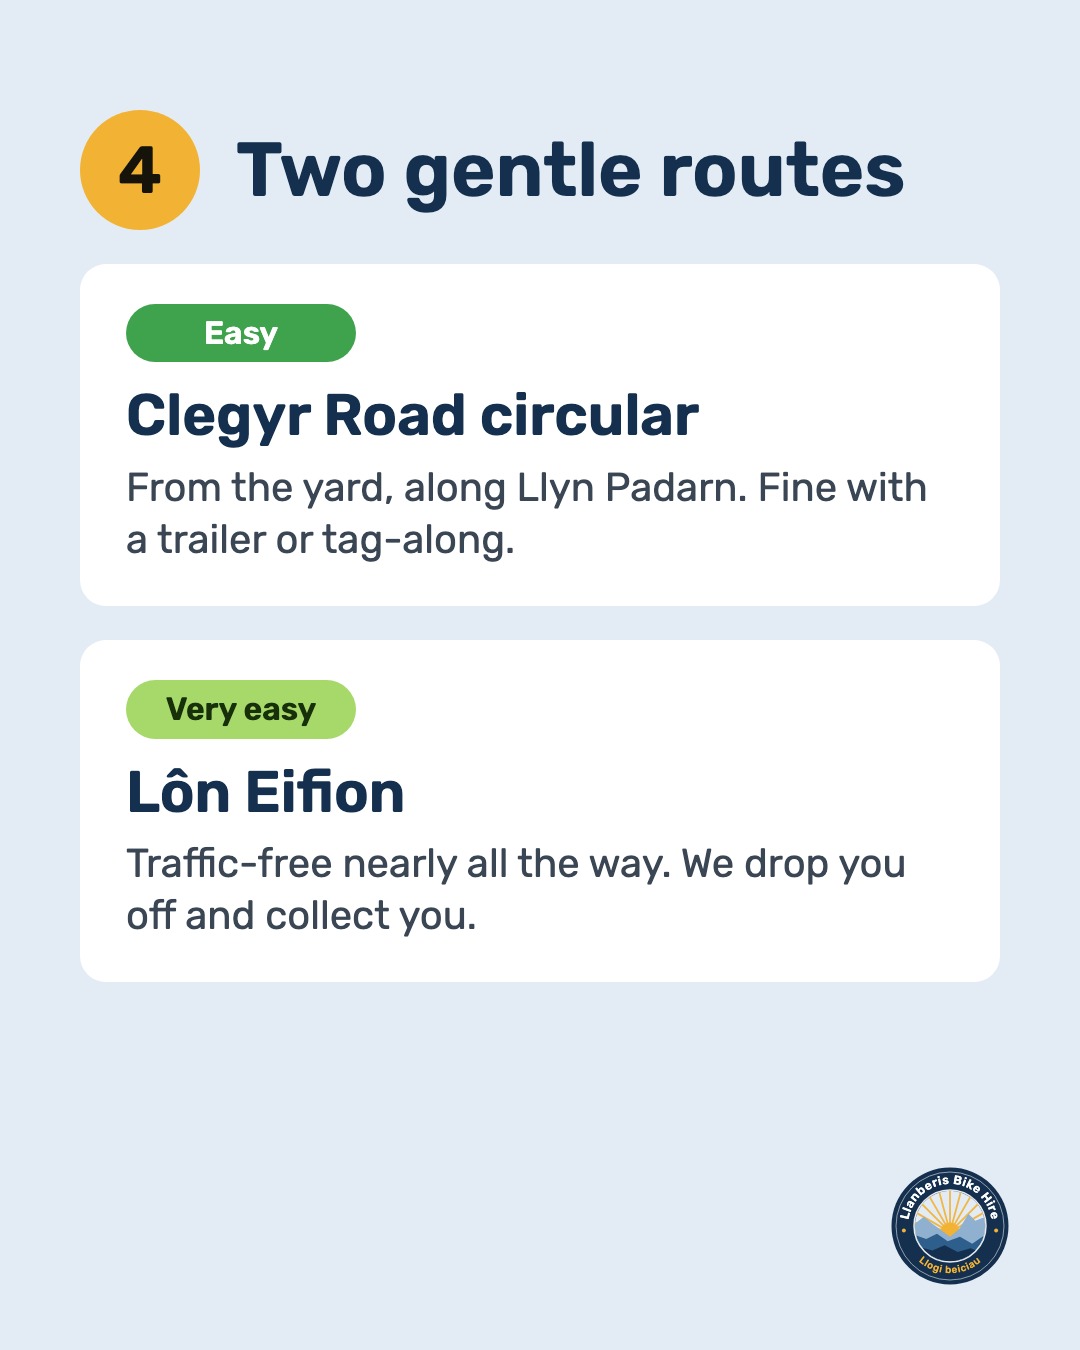 4 Two gentle routes
Easy
Clegyr Road circular
From the yard, along Llyn Padarn. Fine with
a trailer or tag-along.
Very easy
Lôn Eifion
Traffic-free nearly all the way. We drop you
off and collect you.
Llanberis Bike Hire
Llogi beiciau